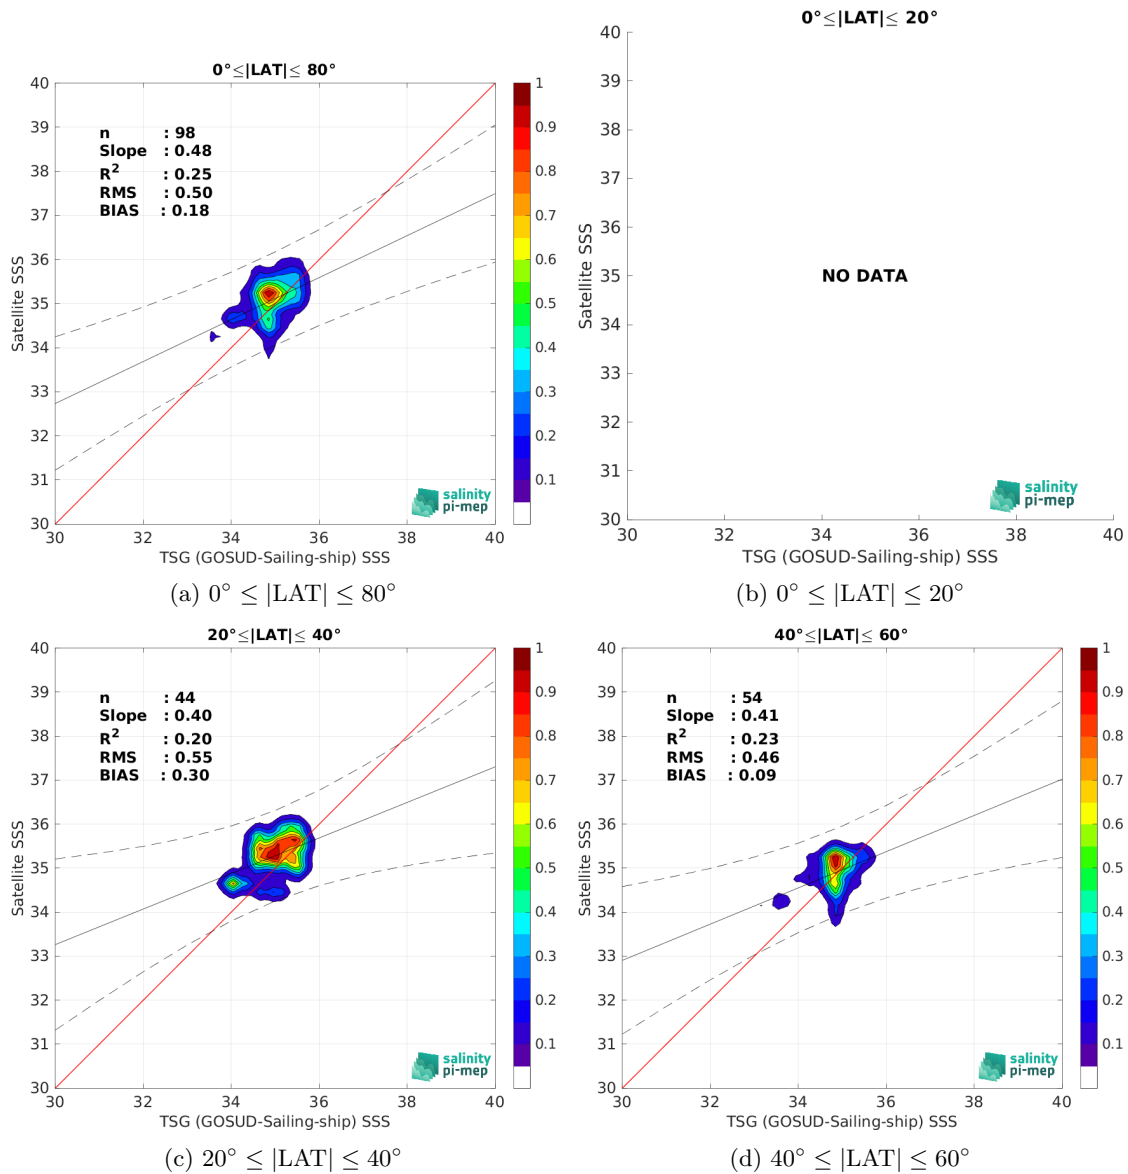 0°≤|LAT|≤ 80°
n : 98
Slope : 0.48
R² : 0.25
RMS : 0.50
BIAS : 0.18
40
39
38
37
36
35
34
33
32
31
30
30 32 34 36 38 40
Satellite SSS
TSG (GOSUD-Sailing-ship) SSS
1
0.9
0.8
0.7
0.6
0.5
0.4
0.3
0.2
0.1
salinity
pi-mep
(a) 0° ≤ |LAT| ≤ 80°
0°≤|LAT|≤ 20°
40
39
38
37
36
35
34
33
32
31
30
30 32 34 36 38 40
Satellite SSS
NO DATA
TSG (GOSUD-Sailing-ship) SSS
salinity
pi-mep
(b) 0° ≤ |LAT| ≤ 20°
20°≤|LAT|≤ 40°
n : 44
Slope : 0.40
R² : 0.20
RMS : 0.55
BIAS : 0.30
40
39
38
37
36
35
34
33
32
31
30
30 32 34 36 38 40
Satellite SSS
TSG (GOSUD-Sailing-ship) SSS
1
0.9
0.8
0.7
0.6
0.5
0.4
0.3
0.2
0.1
salinity
pi-mep
(c) 20° ≤ |LAT| ≤ 40°
40°≤|LAT|≤ 60°
n : 54
Slope : 0.41
R² : 0.23
RMS : 0.46
BIAS : 0.09
40
39
38
37
36
35
34
33
32
31
30
30 32 34 36 38 40
Satellite SSS
TSG (GOSUD-Sailing-ship) SSS
1
0.9
0.8
0.7
0.6
0.5
0.4
0.3
0.2
0.1
salinity
pi-mep
(d) 40° ≤ |LAT| ≤ 60°